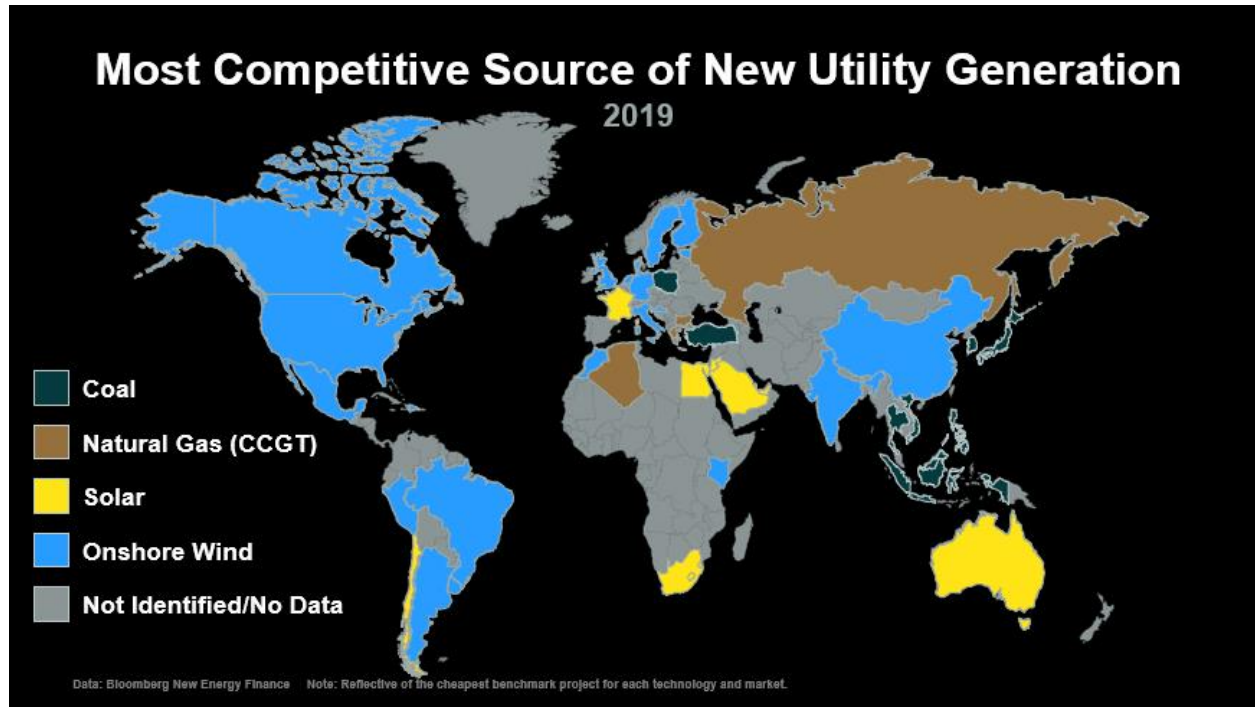 Most Competitive Source of New Utility Generation
2019
Coal
Natural Gas (CCGT)
Solar
Onshore Wind
Not Identified/No Data
Data: Bloomberg New Energy Finance Note: Reflective of the cheapest benchmark project for each technology and market.